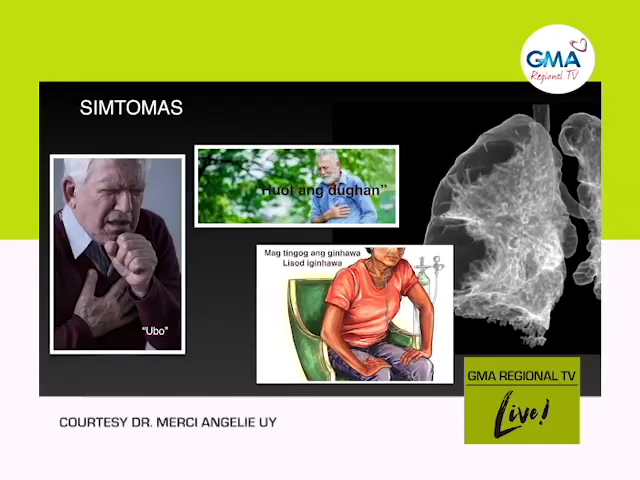 GMA
Regional TV
SIMTOMAS
"Huot ang dughan"
Mag tingog ang ginhawa
Lisod iginhawa
"Ubo"
GMA REGIONAL TV
Live!
COURTESY DR. MERCI ANGELIE UY